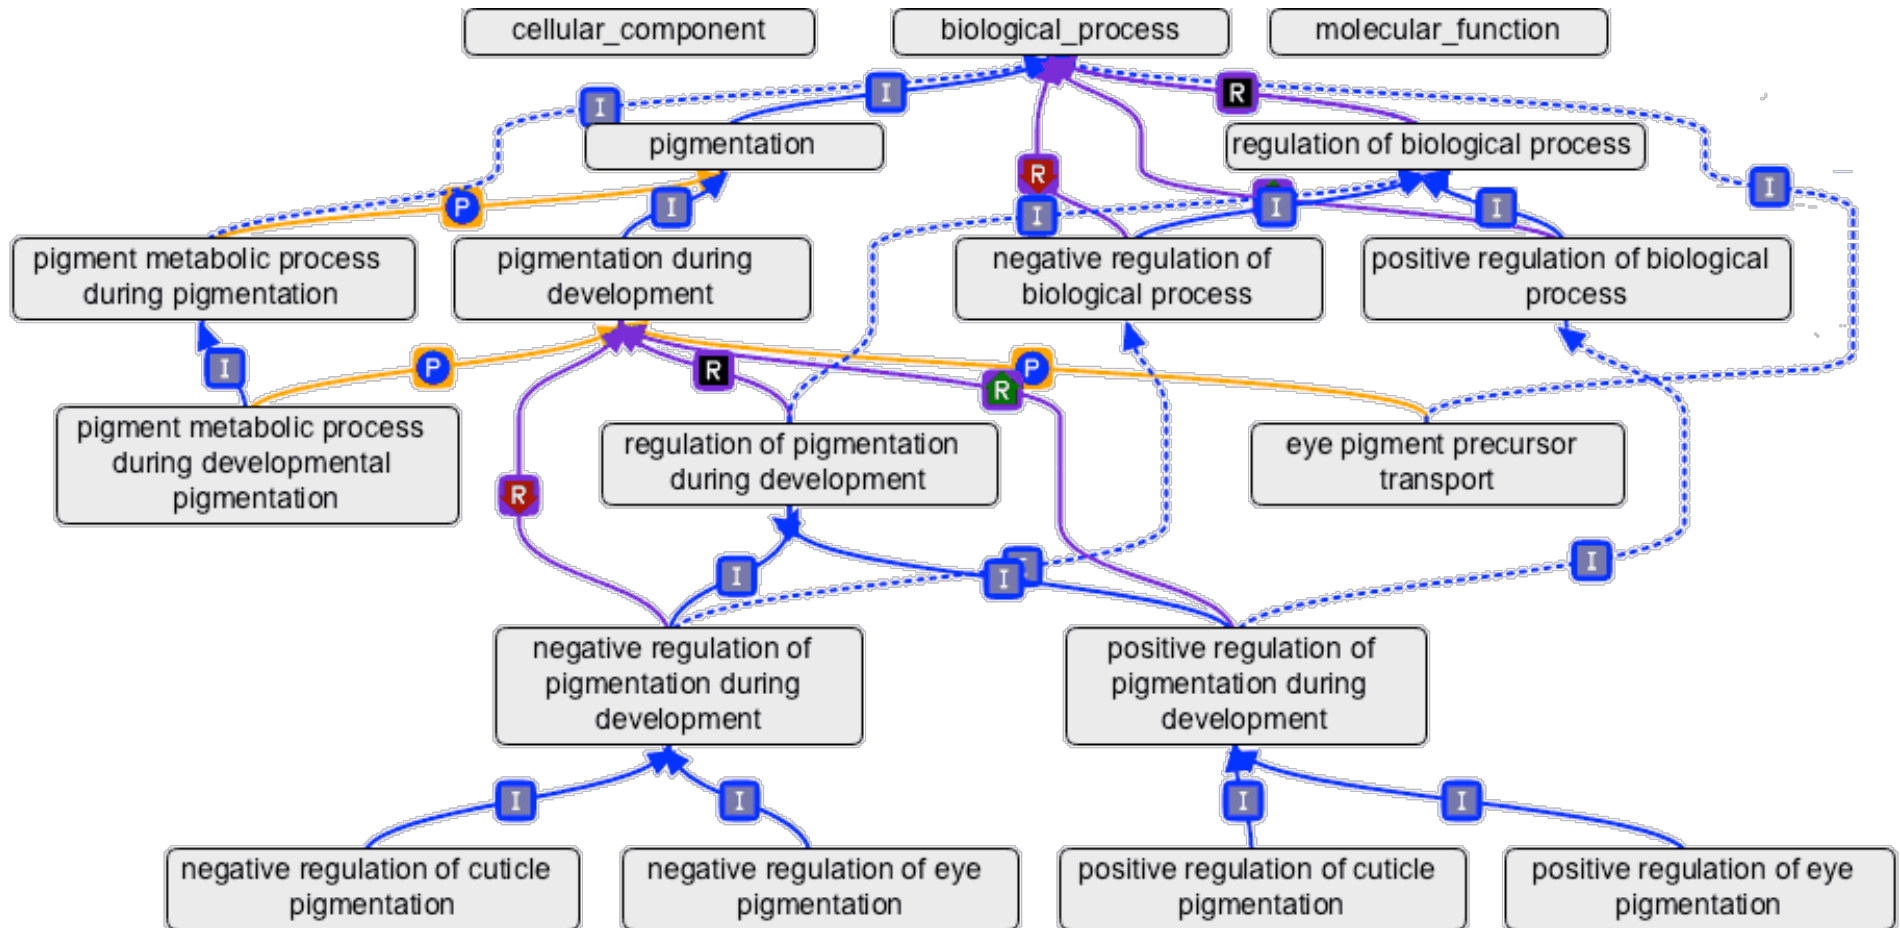 cellular_component
biological_process
molecular_function
I
I
R
pigmentation
regulation of biological process
R
I
P
I
I
I
I
pigment metabolic process
during pigmentation
pigmentation during
development
negative regulation of
biological process
positive regulation of biological
process
I
P
R
P
R
pigment metabolic process
during developmental
pigmentation
regulation of pigmentation
during development
eye pigment precursor
transport
R
I
I
I
negative regulation of
pigmentation during
development
positive regulation of
pigmentation during
development
I
I
I
I
negative regulation of cuticle
pigmentation
negative regulation of eye
pigmentation
positive regulation of cuticle
pigmentation
positive regulation of eye
pigmentation